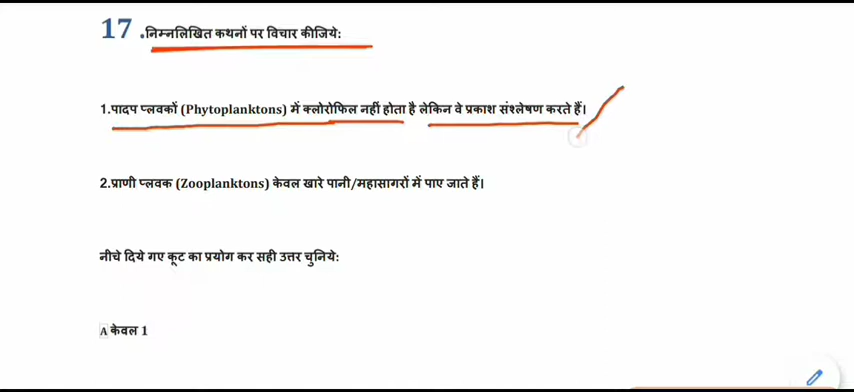 17 .निम्नलिखित कथनों पर विचार कीजिये:
1.पादप प्लवकों (Phytoplanktons) में क्लोरोफिल नहीं होता है लेकिन वे प्रकाश संश्लेषण करते हैं।
2.प्राणी प्लवक (Zooplanktons) केवल खारे पानी/महासागरों में पाए जाते हैं।
नीचे दिये गए कूट का प्रयोग कर सही उत्तर चुनिये:
A केवल 1